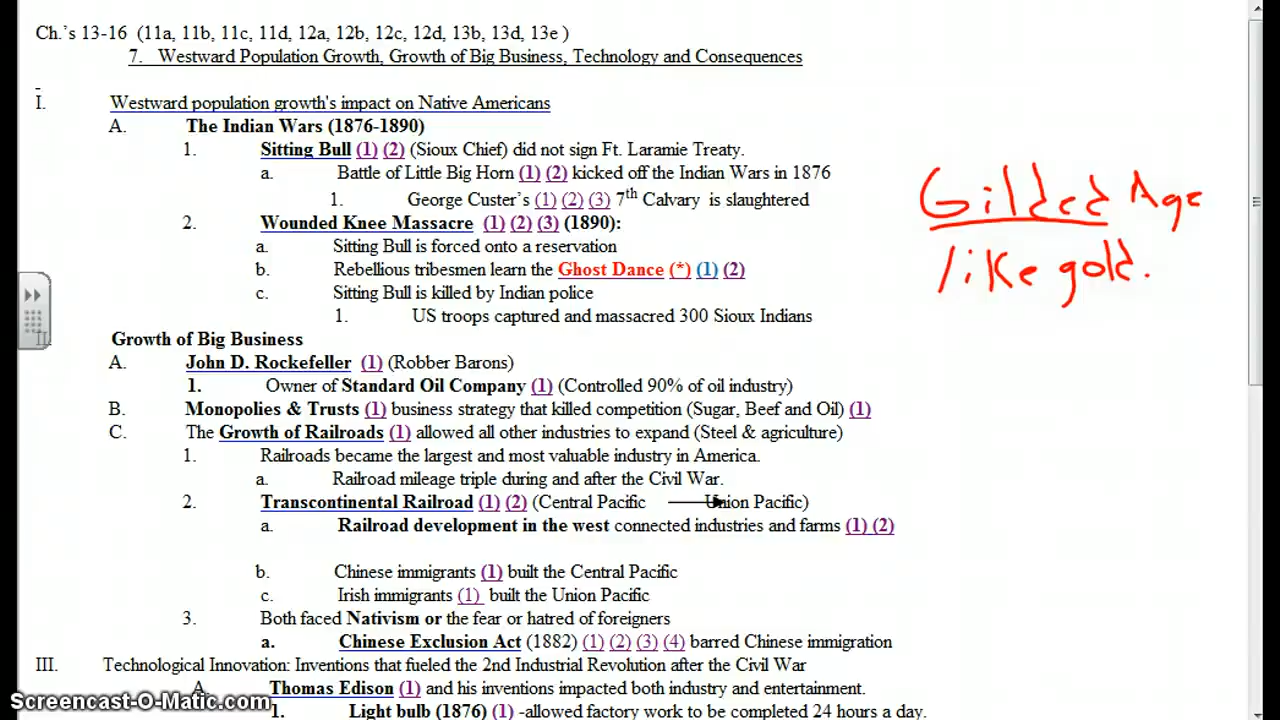 Ch.'s 13-16 (11a, 11b, 11c, 11d, 12a, 12b, 12c, 12d, 13b, 13d, 13e )
7. Westward Population Growth, Growth of Big Business, Technology and Consequences
I. Westward population growth's impact on Native Americans
A. The Indian Wars (1876-1890)
1. Sitting Bull (1) (2) (Sioux Chief) did not sign Ft. Laramie Treaty.
a. Battle of Little Big Horn (1) (2) kicked off the Indian Wars in 1876
1. George Custer's (1) (2) (3) 7th Calvary is slaughtered
Gilded Age
like gold.
2. Wounded Knee Massacre (1) (2) (3) (1890):
a. Sitting Bull is forced onto a reservation
b. Rebellious tribesmen learn the Ghost Dance (*) (1) (2)
c. Sitting Bull is killed by Indian police
1. US troops captured and massacred 300 Sioux Indians
II. Growth of Big Business
A. John D. Rockefeller (1) (Robber Barons)
1. Owner of Standard Oil Company (1) (Controlled 90% of oil industry)
B. Monopolies & Trusts (1) business strategy that killed competition (Sugar, Beef and Oil) (1)
C. The Growth of Railroads (1) allowed all other industries to expand (Steel & agriculture)
1. Railroads became the largest and most valuable industry in America.
a. Railroad mileage triple during and after the Civil War.
2. Transcontinental Railroad (1) (2) (Central Pacific Union Pacific)
a. Railroad development in the west connected industries and farms (1) (2)
b. Chinese immigrants (1) built the Central Pacific
c. Irish immigrants (1) built the Union Pacific
3. Both faced Nativism or the fear or hatred of foreigners
a. Chinese Exclusion Act (1882) (1) (2) (3) (4) barred Chinese immigration
III. Technological Innovation: Inventions that fueled the 2nd Industrial Revolution after the Civil War
A. Thomas Edison (1) and his inventions impacted both industry and entertainment.
1. Light bulb (1876) (1) -allowed factory work to be completed 24 hours a day.
Screencast-O-Matic.com